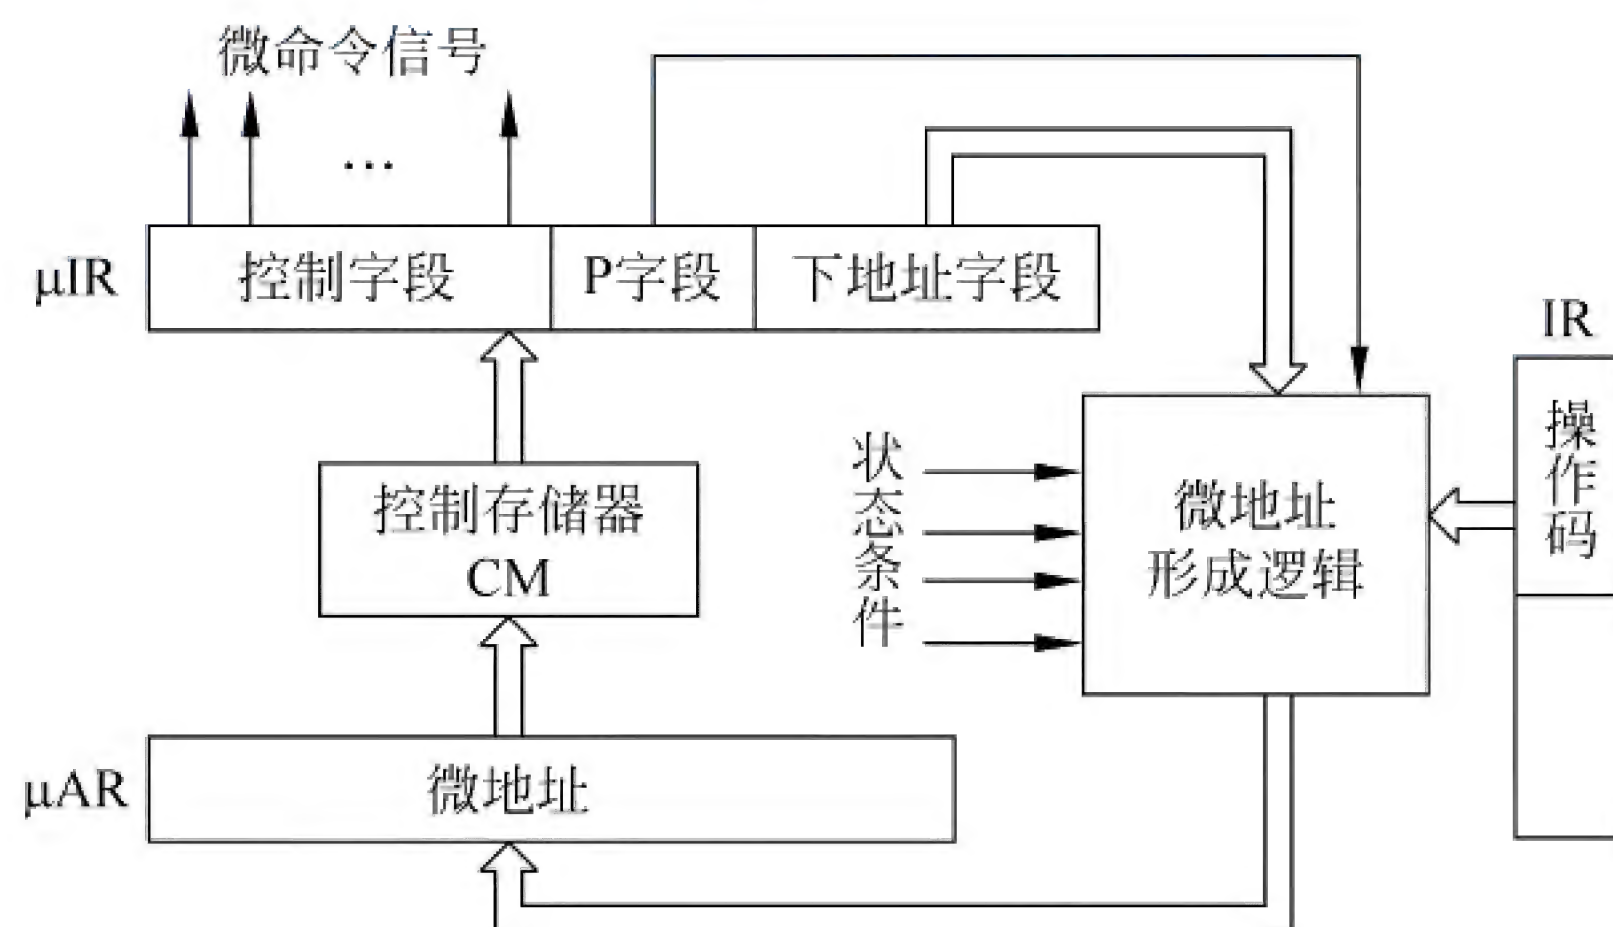 微命令信号
…
μIR
控制字段
P字段
下地址字段
IR
操作码
控制存储器
CM
状态条件
微地址
形成逻辑
μAR
微地址